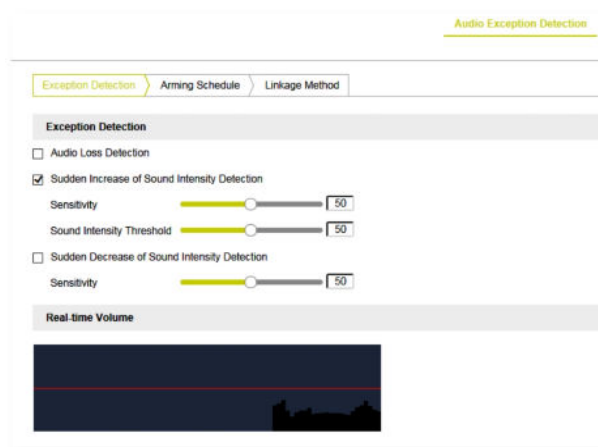 Audio Exception Detection
Exception Detection Arming Schedule Linkage Method
Exception Detection
Audio Loss Detection
Sudden Increase of Sound Intensity Detection
Sensitivity 50
Sound Intensity Threshold 50
Sudden Decrease of Sound Intensity Detection
Sensitivity 50
Real-time Volume